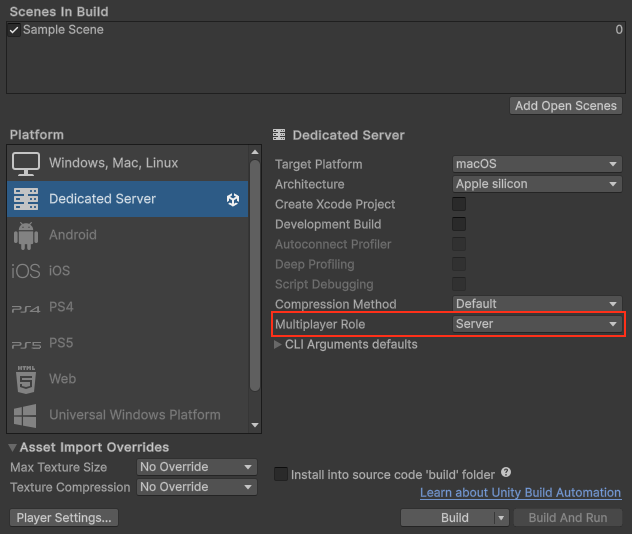 Scenes In Build
Sample Scene 0
Add Open Scenes
Platform
Windows, Mac, Linux
Dedicated Server
Android
iOS iOS
PS4 PS4
PS5 PS5
HTML 5 Web
Universal Windows Platform
Dedicated Server
Target Platform macOS
Architecture Apple silicon
Create Xcode Project
Development Build
Autoconnect Profiler
Deep Profiling
Script Debugging
Compression Method Default
Multiplayer Role Server
CLI Arguments defaults
Asset Import Overrides
Max Texture Size No Override
Texture Compression No Override
Install into source code 'build' folder ?
Learn about Unity Build Automation
Player Settings... Build Build And Run